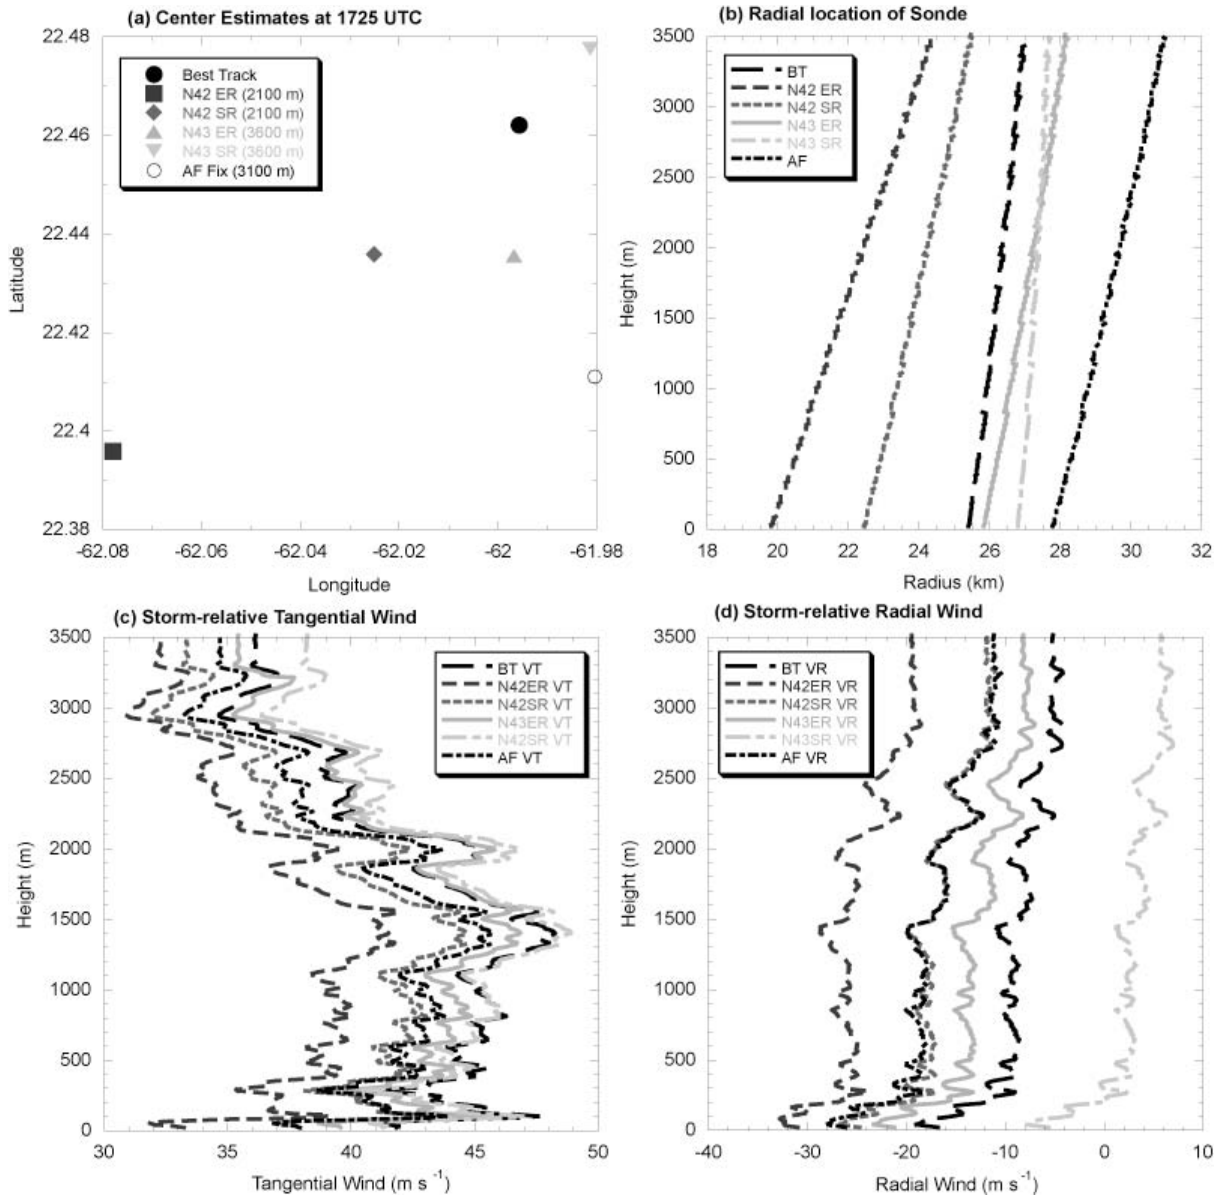 (a) Center Estimates at 1725 UTC
22.48
22.46
22.44
22.42
22.4
22.38
Latitude
Best Track
N42 ER (2100 m)
N42 SR (2100 m)
N43 ER (3600 m)
N43 SR (3600 m)
AF Fix (3100 m)
-62.08 -62.06 -62.04 -62.02 -62 -61.98
Longitude
(b) Radial location of Sonde
3500
3000
2500
2000
1500
1000
500
0
Height (m)
BT
N42 ER
N42 SR
N43 ER
N43 SR
AF
18 20 22 24 26 28 30 32
Radius (km)
(c) Storm-relative Tangential Wind
3500
3000
2500
2000
1500
1000
500
0
Height (m)
BT VT
N42ER VT
N42SR VT
N43ER VT
N42SR VT
AF VT
30 35 40 45 50
Tangential Wind (m s⁻¹)
(d) Storm-relative Radial Wind
3500
3000
2500
2000
1500
1000
500
0
Height (m)
BT VR
N42ER VR
N42SR VR
N43ER VR
N43SR VR
AF VR
-40 -30 -20 -10 0 10
Radial Wind (m s⁻¹)